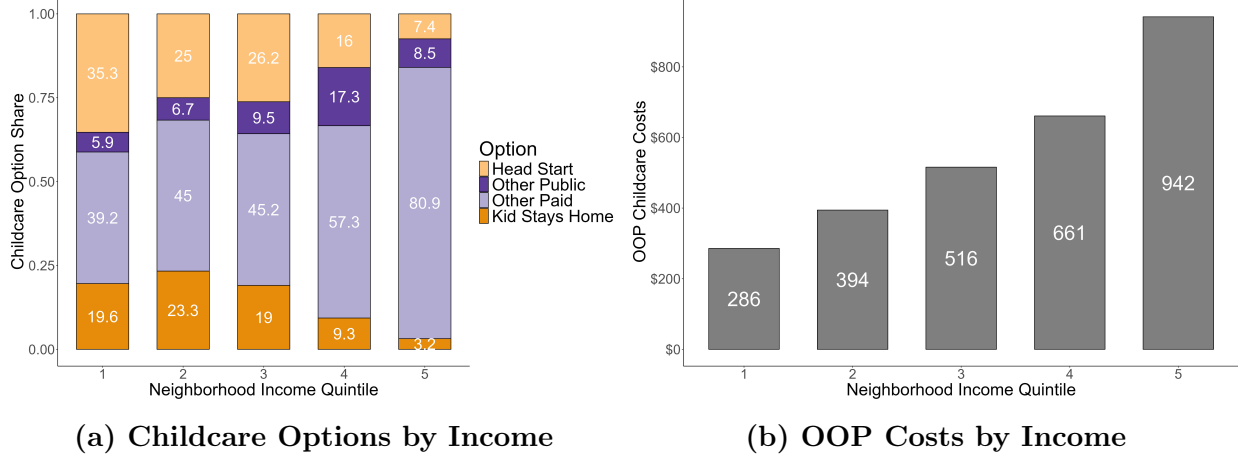 Childcare Option Share
1.00
0.75
0.50
0.25
0.00
35.3
5.9
39.2
19.6
25
6.7
45
23.3
26.2
9.5
45.2
19
16
17.3
57.3
9.3
7.4
8.5
80.9
3.2
1 2 3 4 5
Neighborhood Income Quintile
Option
Head Start
Other Public
Other Paid
Kid Stays Home
(a) Childcare Options by Income
OOP Childcare Costs
$800
$600
$400
$200
$0
286
394
516
661
942
1 2 3 4 5
Neighborhood Income Quintile
(b) OOP Costs by Income